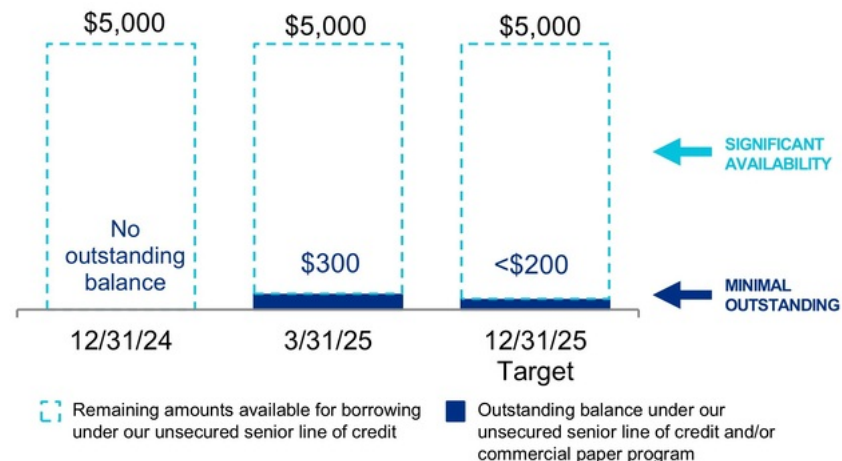 $5,000
$5,000
$5,000
SIGNIFICANT
AVAILABILITY
No
outstanding
balance
$300
<$200
MINIMAL
OUTSTANDING
12/31/24
3/31/25
12/31/25
Target
Remaining amounts available for borrowing
under our unsecured senior line of credit
Outstanding balance under our
unsecured senior line of credit and/or
commercial paper program